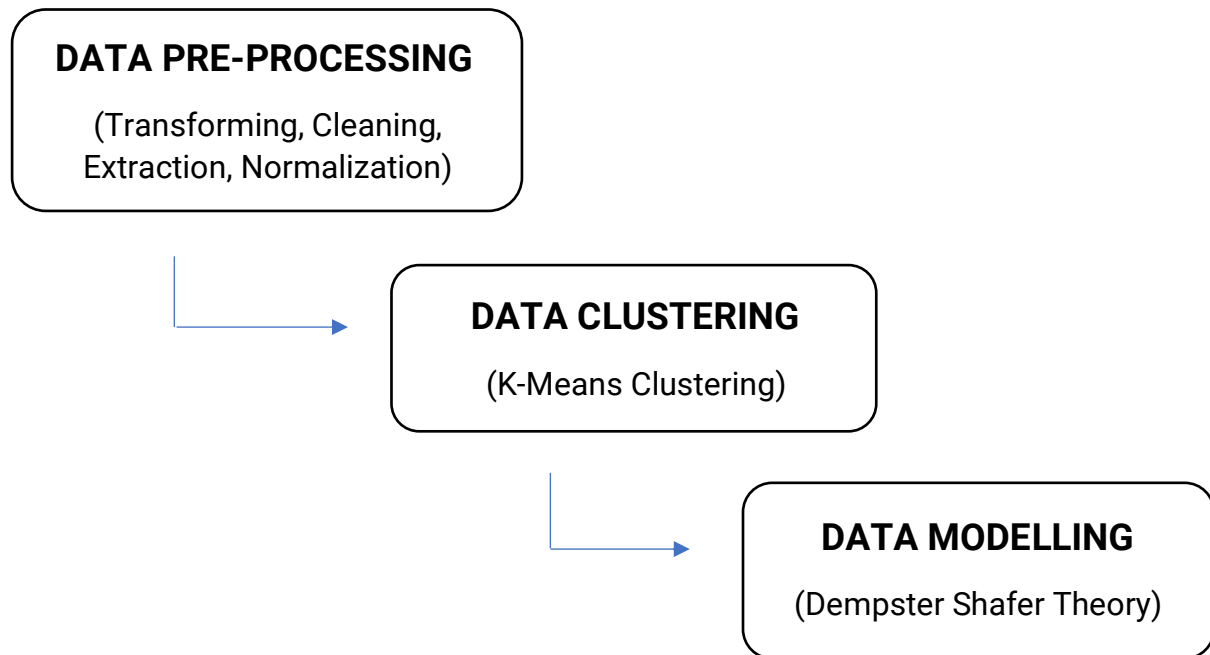 DATA PRE-PROCESSING
(Transforming, Cleaning,
Extraction, Normalization)
DATA CLUSTERING
(K-Means Clustering)
DATA MODELLING
(Dempster Shafer Theory)